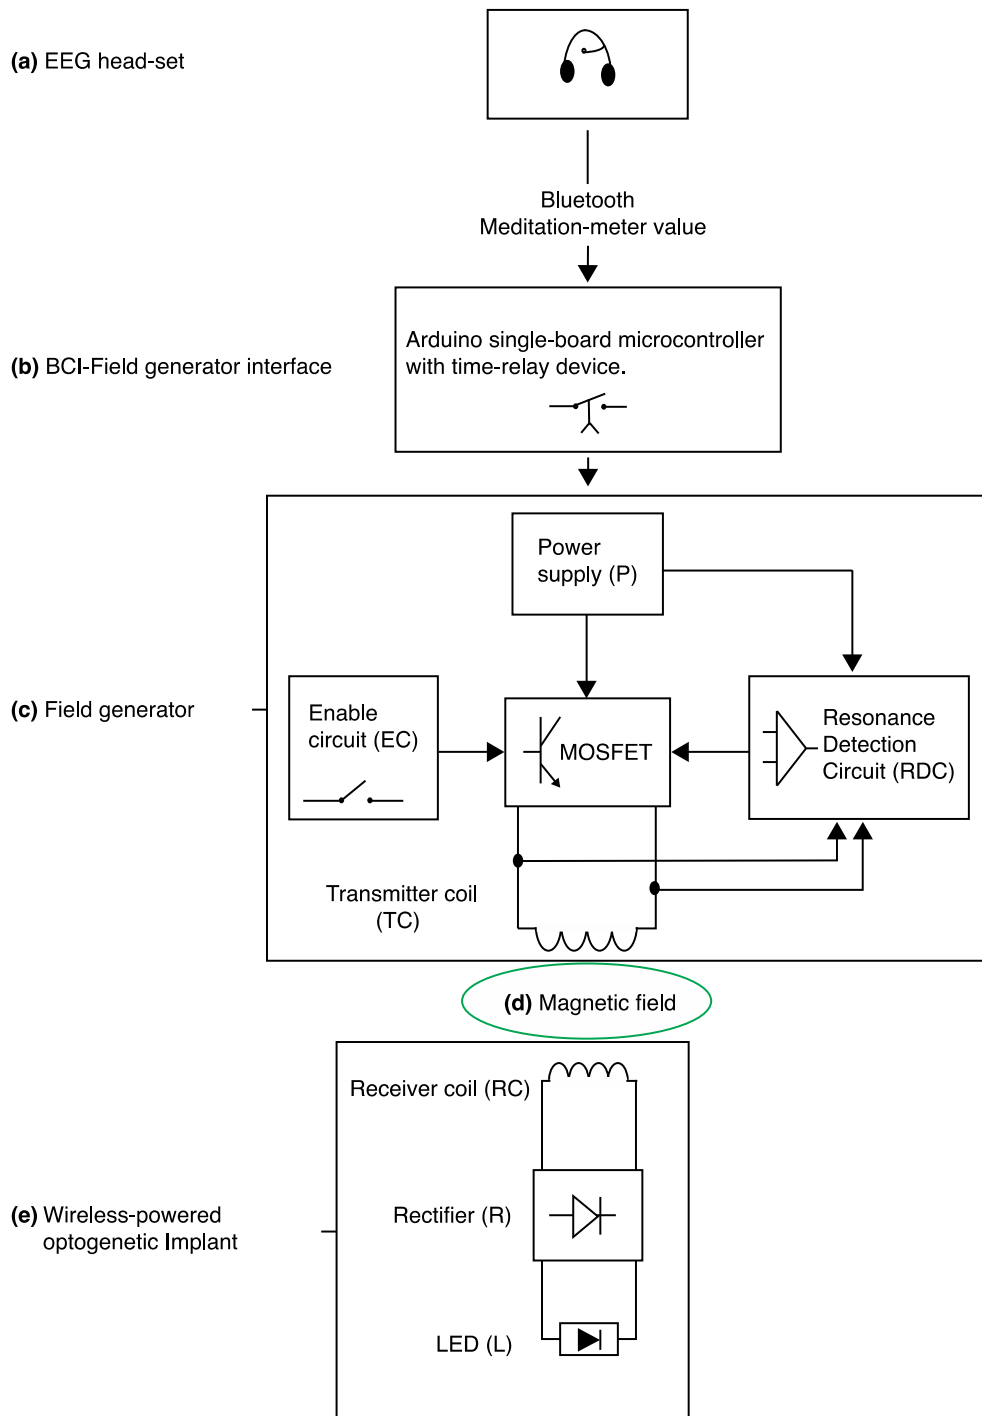 (a) EEG head-set
Bluetooth
Meditation-meter value
(b) BCI-Field generator interface
Arduino single-board microcontroller
with time-relay device.
(c) Field generator
Power
supply (P)
Enable
circuit (EC)
MOSFET
Resonance
Detection
Circuit (RDC)
Transmitter coil
(TC)
(d) Magnetic field
(e) Wireless-powered
optogenetic Implant
Receiver coil (RC)
Rectifier (R)
LED (L)